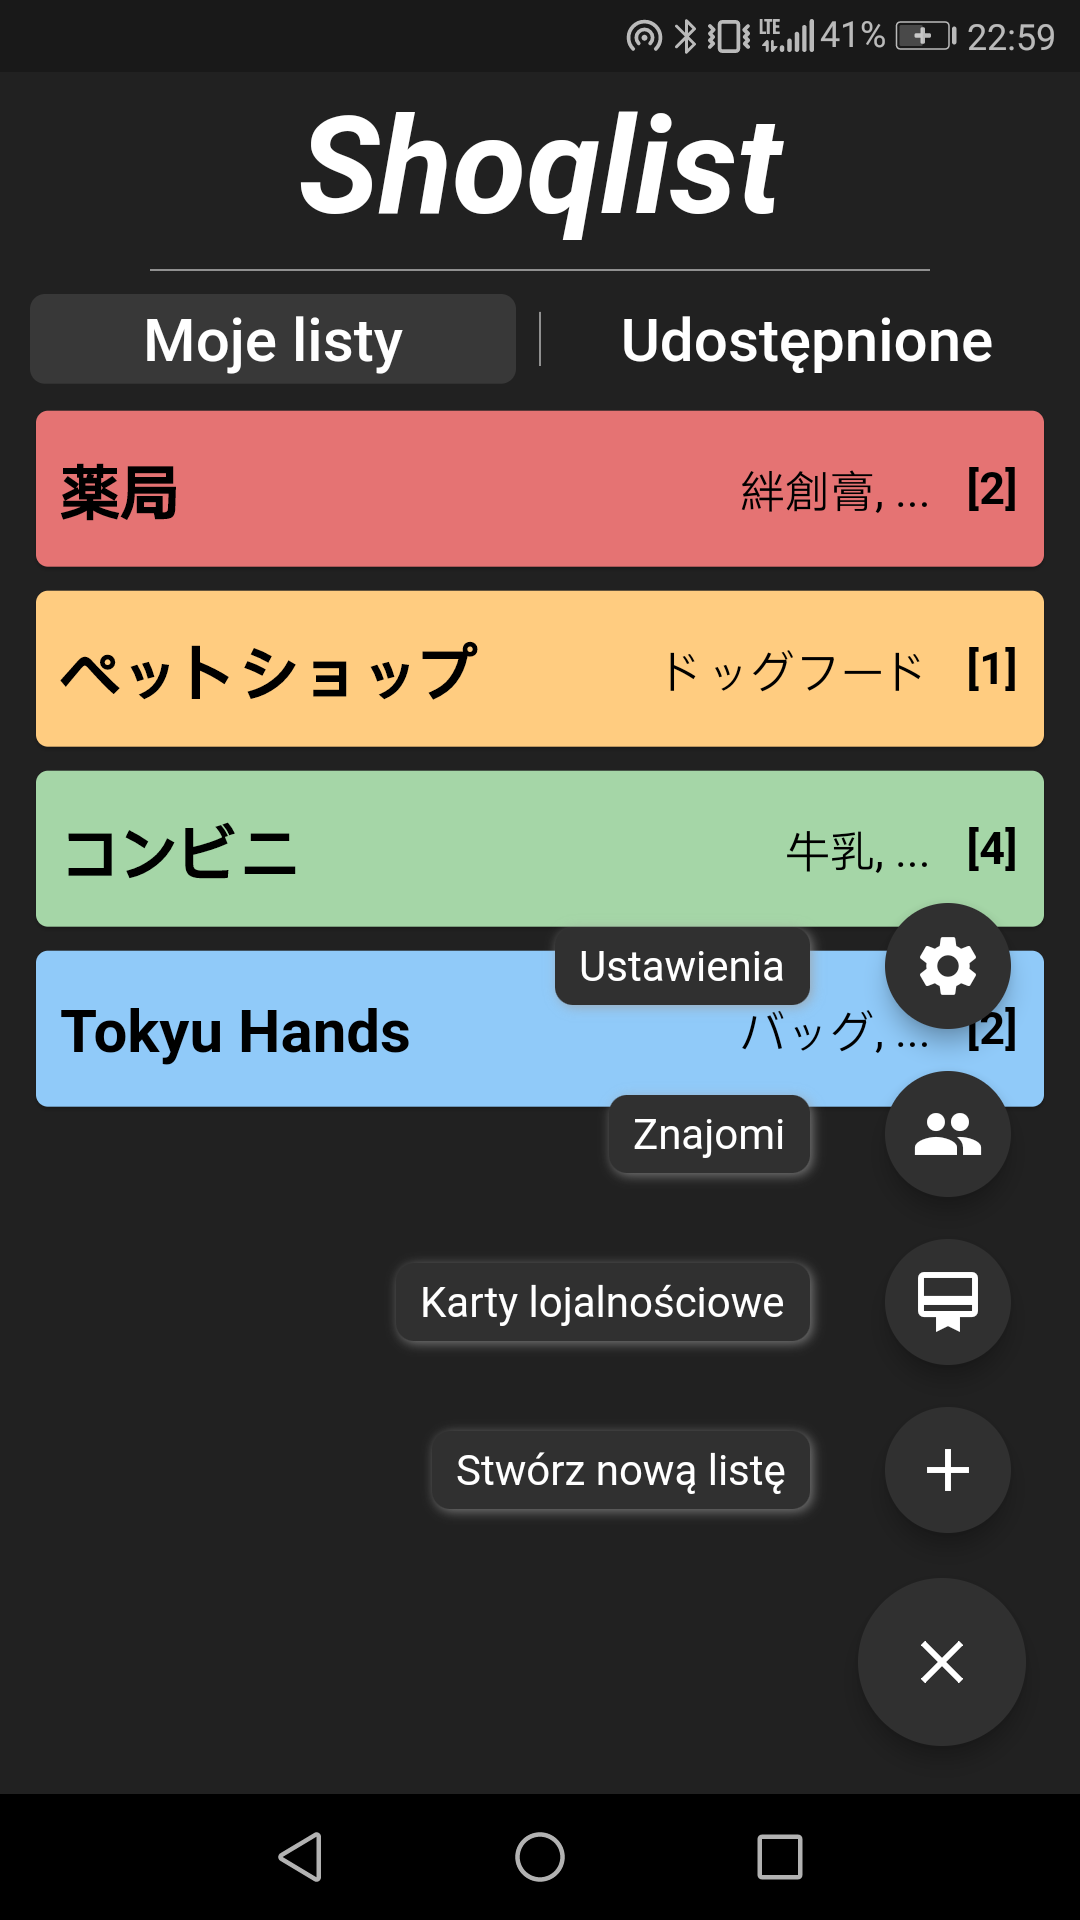 LTE 41% 22:59
Shoqlist
Moje listy Udostępnione
薬局 絆創膏, ... [2]
ペットショップ ドッグフード [1]
コンビニ 牛乳, ... [4]
Ustawienia
Tokyu Hands バッグ, ... [2]
Znajomi
Karty lojalnościowe
Stwórz nową listę